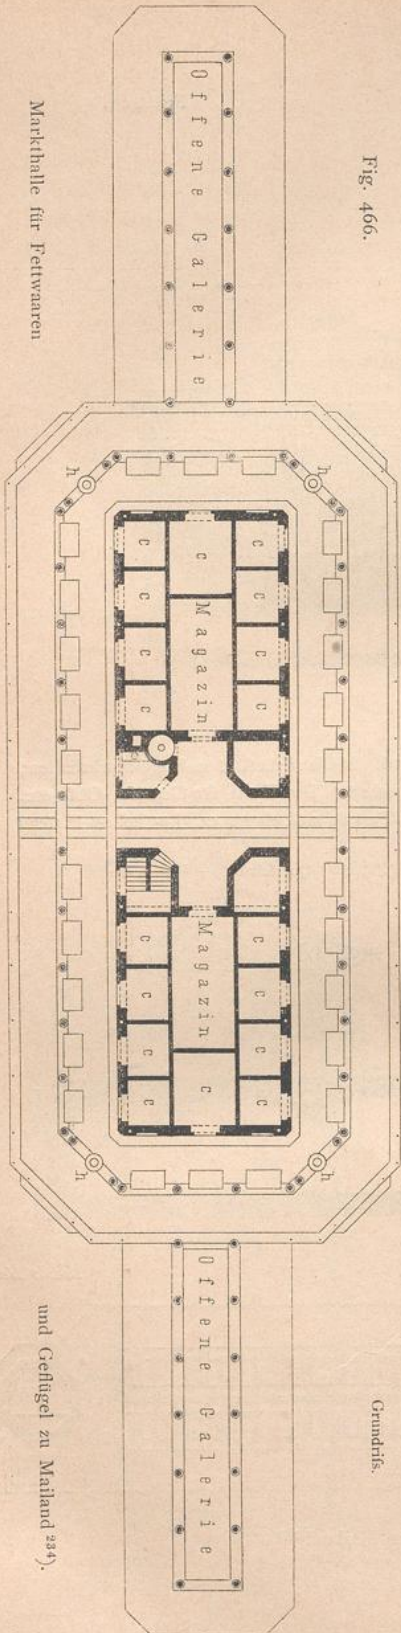 Fig. 466.
Grundriſs.
h h
c c c c c c c c
Offene Galerie c Magazin Magazin c Offene Galerie
c c c c c c c c
h h
Markthalle für Fettwaaren und Geflügel zu Mailand ²³⁴).